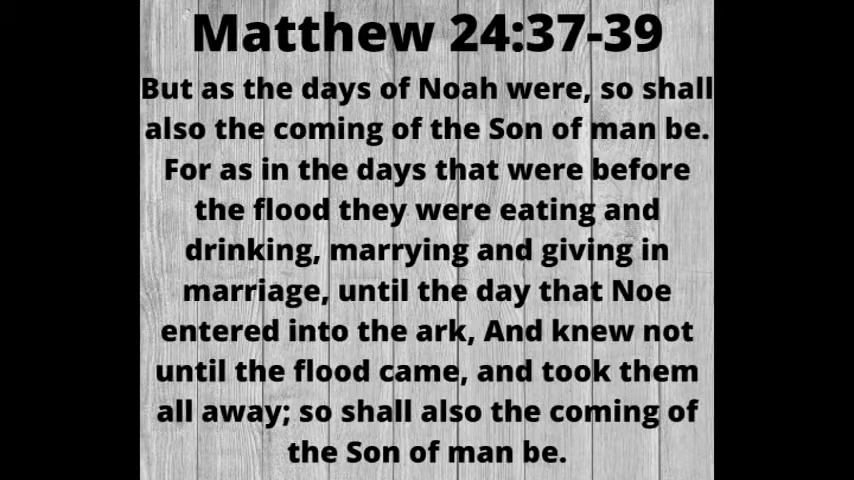 Matthew 24:37-39
But as the days of Noah were, so shall
also the coming of the Son of man be.
For as in the days that were before
the flood they were eating and
drinking, marrying and giving in
marriage, until the day that Noe
entered into the ark, And knew not
until the flood came, and took them
all away; so shall also the coming of
the Son of man be.